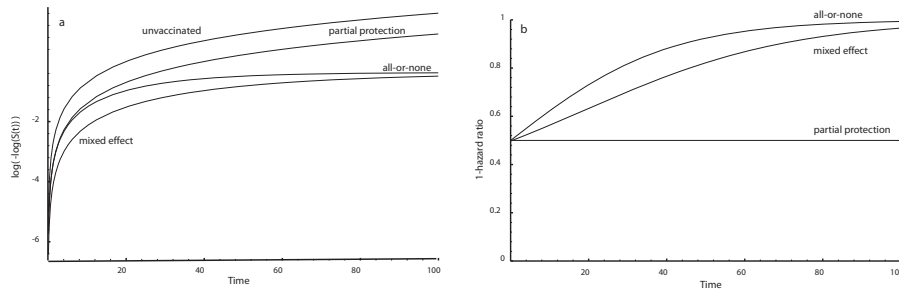 a
unvaccinated
partial protection
all-or-none
mixed effect
log(-log(S(t)))
-2
-4
-6
20
40
60
80
100
Time
b
all-or-none
mixed effect
partial protection
1-hazard ratio
1
0.8
0.6
0.4
0.2
0
20
40
60
80
100
Time